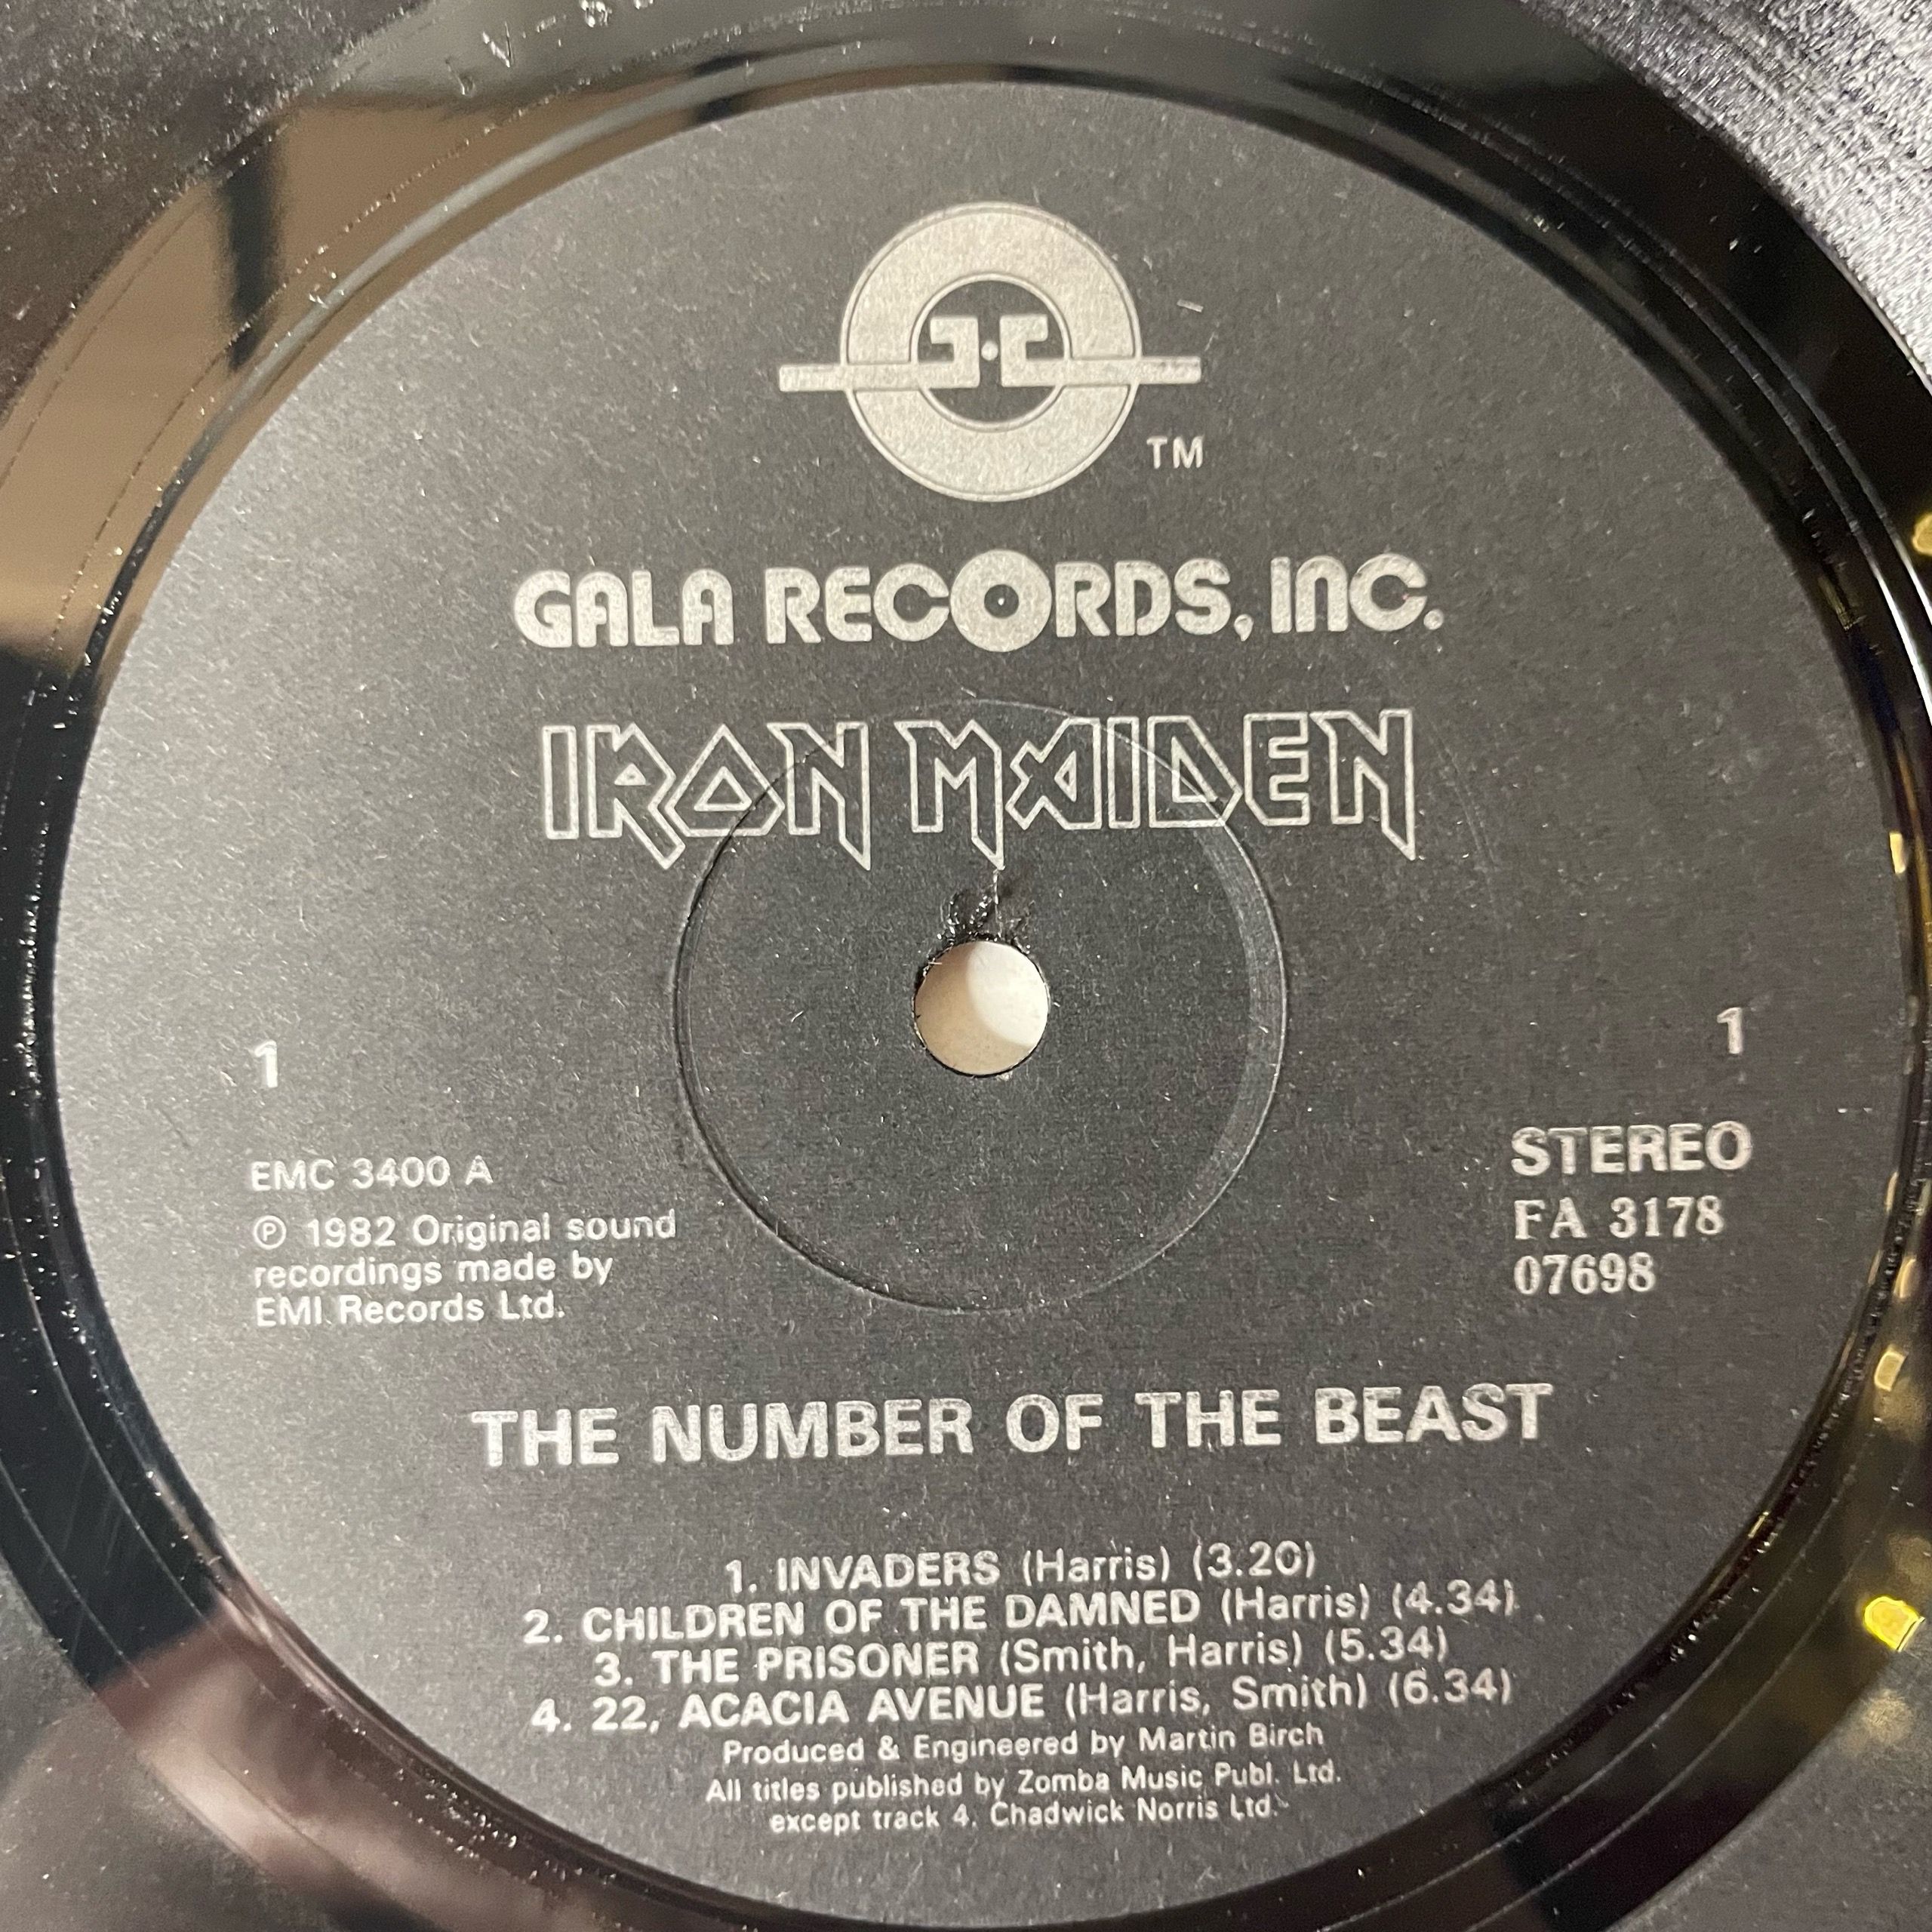 TM
GALA RECORDS, INC.
IRON MAIDEN
1
1
EMC 3400 A
℗ 1982 Original sound
recordings made by
EMI Records Ltd.
STEREO
FA 3178
07698
THE NUMBER OF THE BEAST
1. INVADERS (Harris) (3.20)
2. CHILDREN OF THE DAMNED (Harris) (4.34)
3. THE PRISONER (Smith, Harris) (5.34)
4. 22, ACACIA AVENUE (Harris, Smith) (6.34)
Produced & Engineered by Martin Birch
All titles published by Zomba Music Publ. Ltd.
except track 4. Chadwick Norris Ltd.